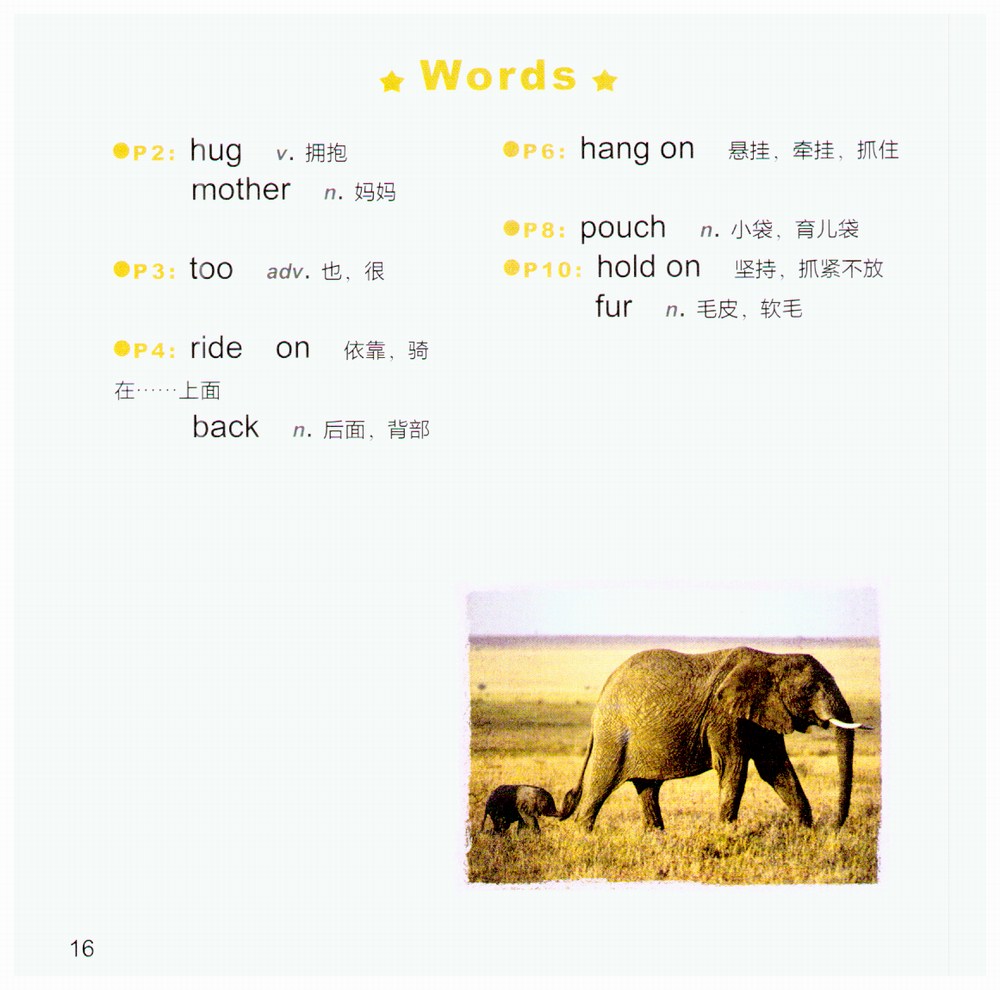 ★ Words ★
●P2: hug v. 拥抱
mother n. 妈妈
●P3: too adv. 也，很
●P4: ride on 依靠，骑
在……上面
back n. 后面，背部
●P6: hang on 悬挂，牵挂，抓住
●P8: pouch n. 小袋，育儿袋
●P10: hold on 坚持，抓紧不放
fur n. 毛皮，软毛
16